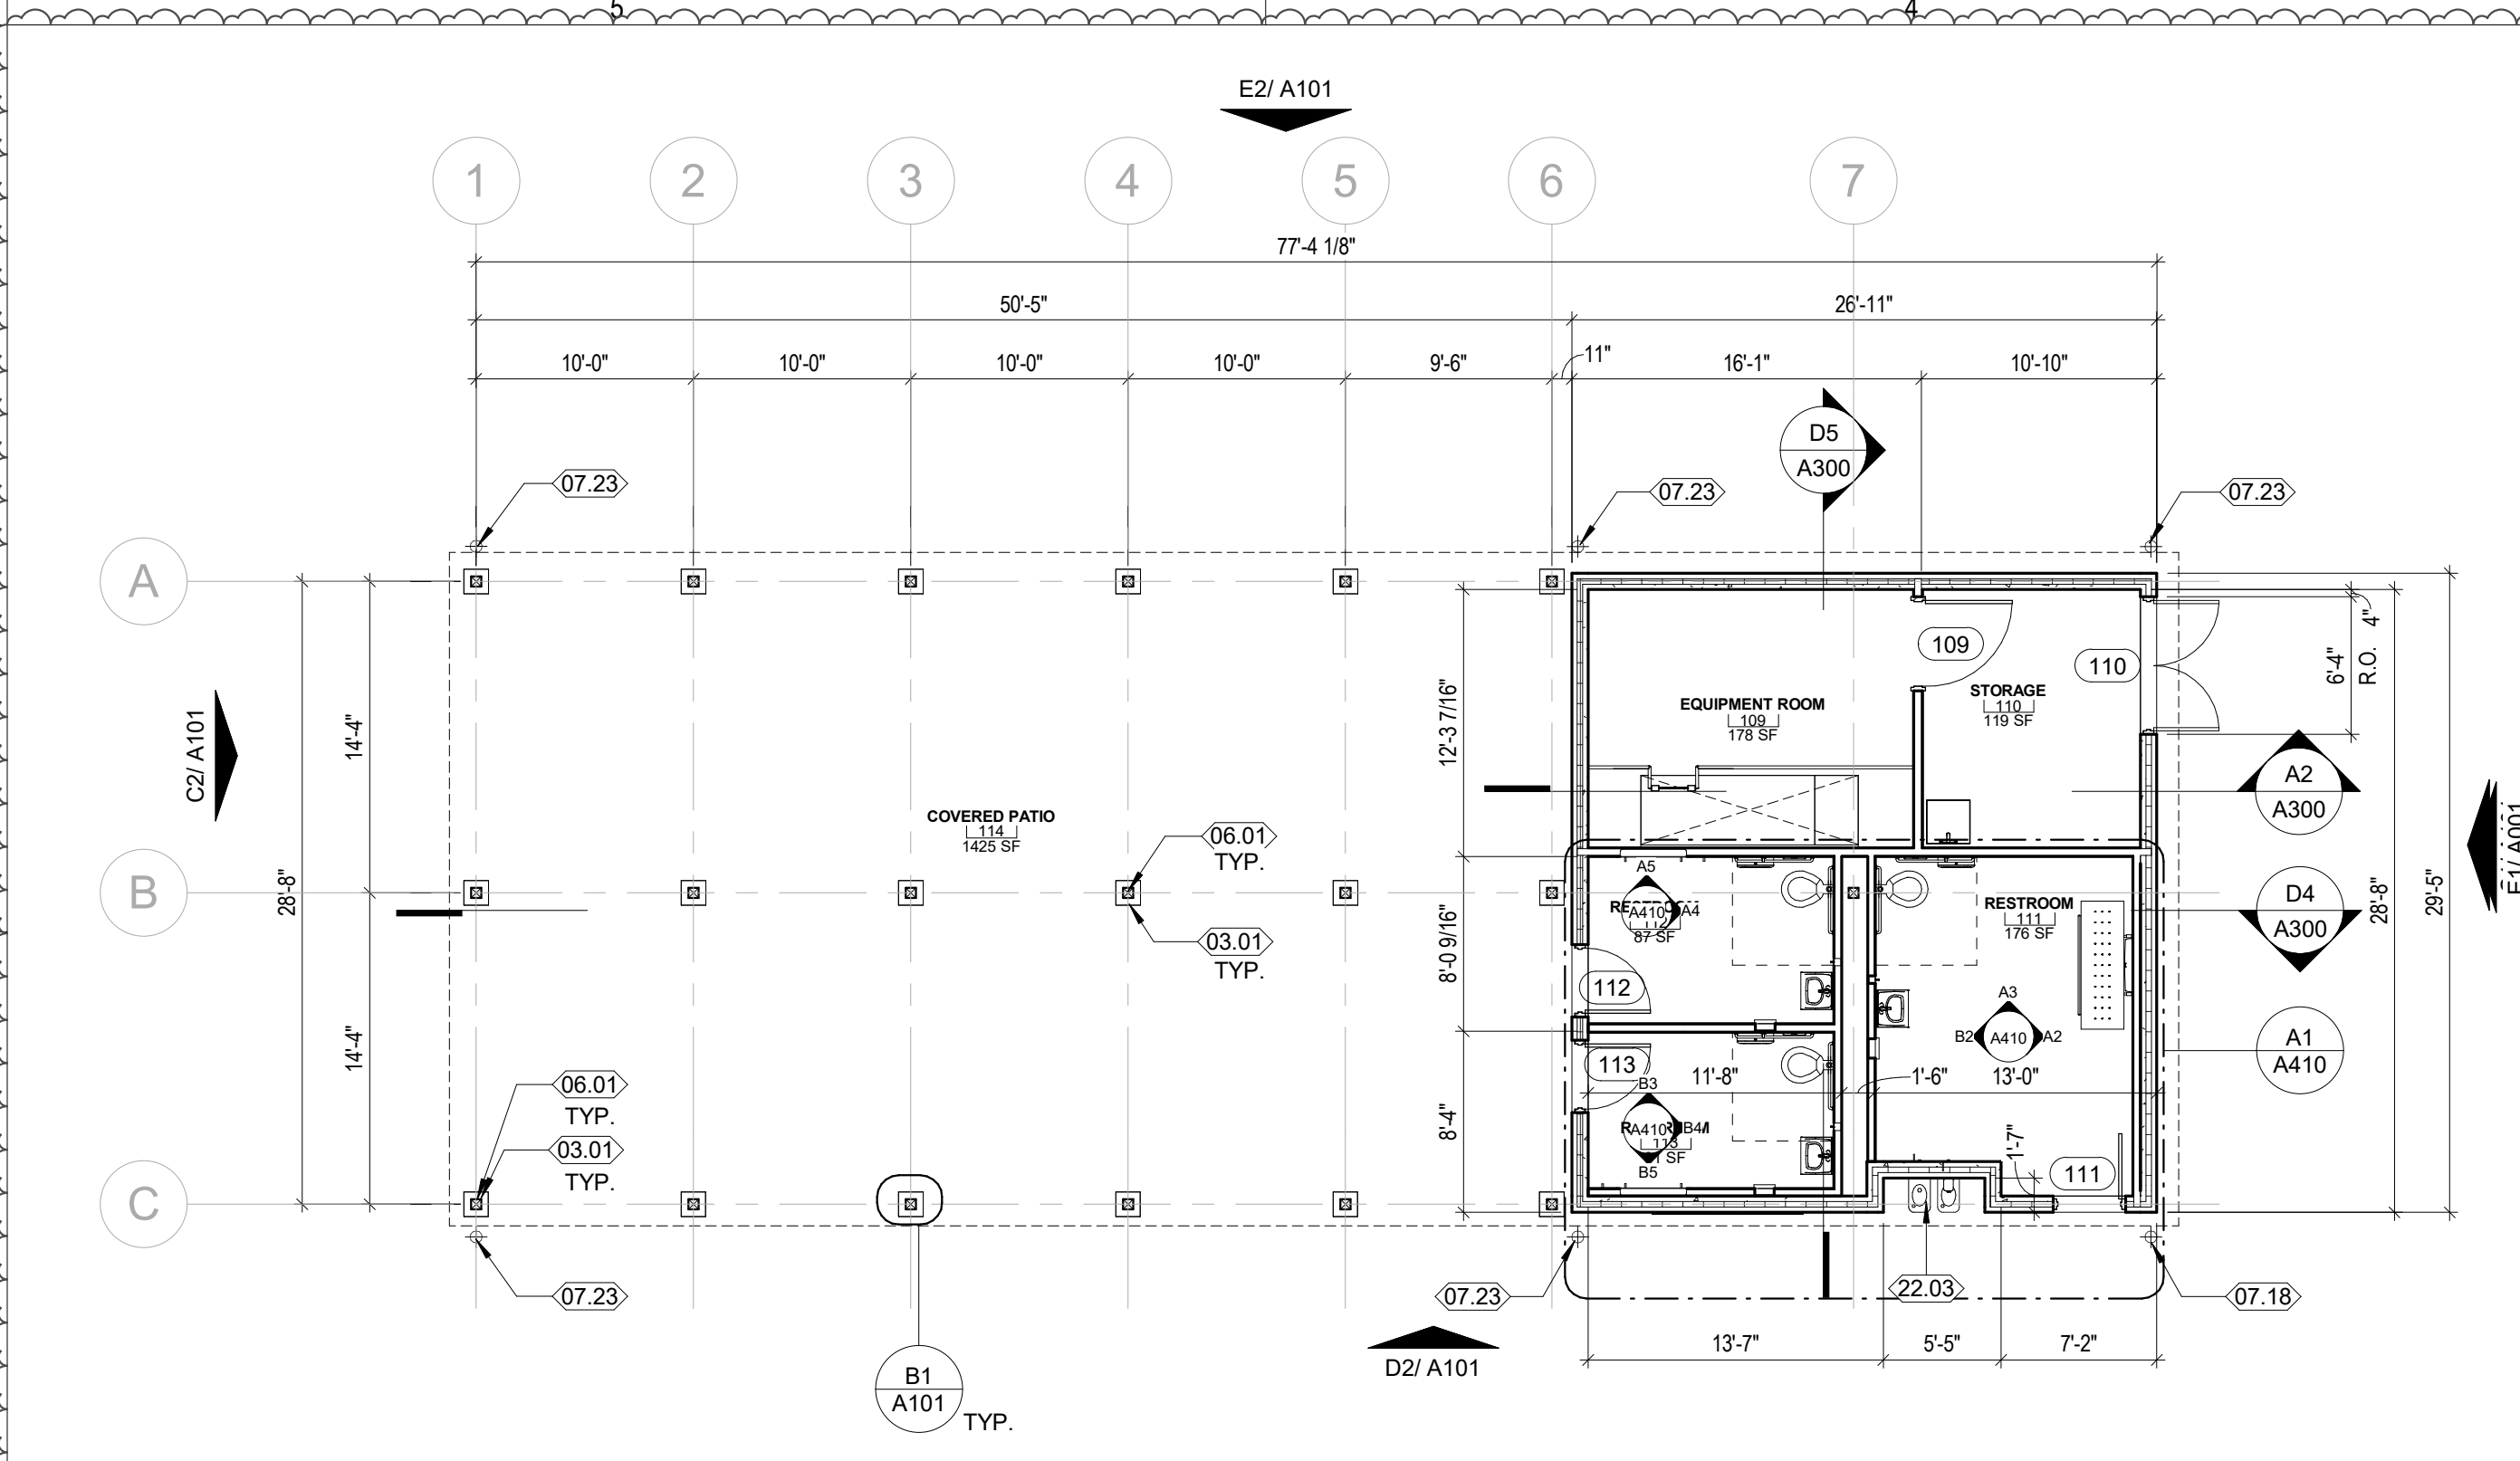 5
4
E2/ A101
1
2
3
4
5
6
7
77'-4 1/8"
50'-5"
26'-11"
10'-0"
10'-0"
10'-0"
10'-0"
9'-6"
11"
16'-1"
10'-10"
D5
A300
07.23
07.23
07.23
A
B
C
C2/ A101
28'-8"
14'-4"
14'-4"
12'-3 7/16"
8'-0 9/16"
8'-4"
109
110
EQUIPMENT ROOM
109
178 SF
STORAGE
110
119 SF
6'-4"
R.O.
4"
A2
A300
COVERED PATIO
114
1425 SF
06.01
TYP.
03.01
TYP.
A5
A410
A4
112
87 SF
RESTROOM
111
176 SF
D4
A300
28'-8"
29'-5"
E1/ A001
112
A3
B2
A410
A2
A1
A410
113
B3
11'-8"
1'-6"
13'-0"
06.01
TYP.
03.01
TYP.
A410
B4
113
SF
B5
1'-7"
111
07.23
07.23
22.03
07.18
13'-7"
5'-5"
7'-2"
D2/ A101
B1
A101
TYP.